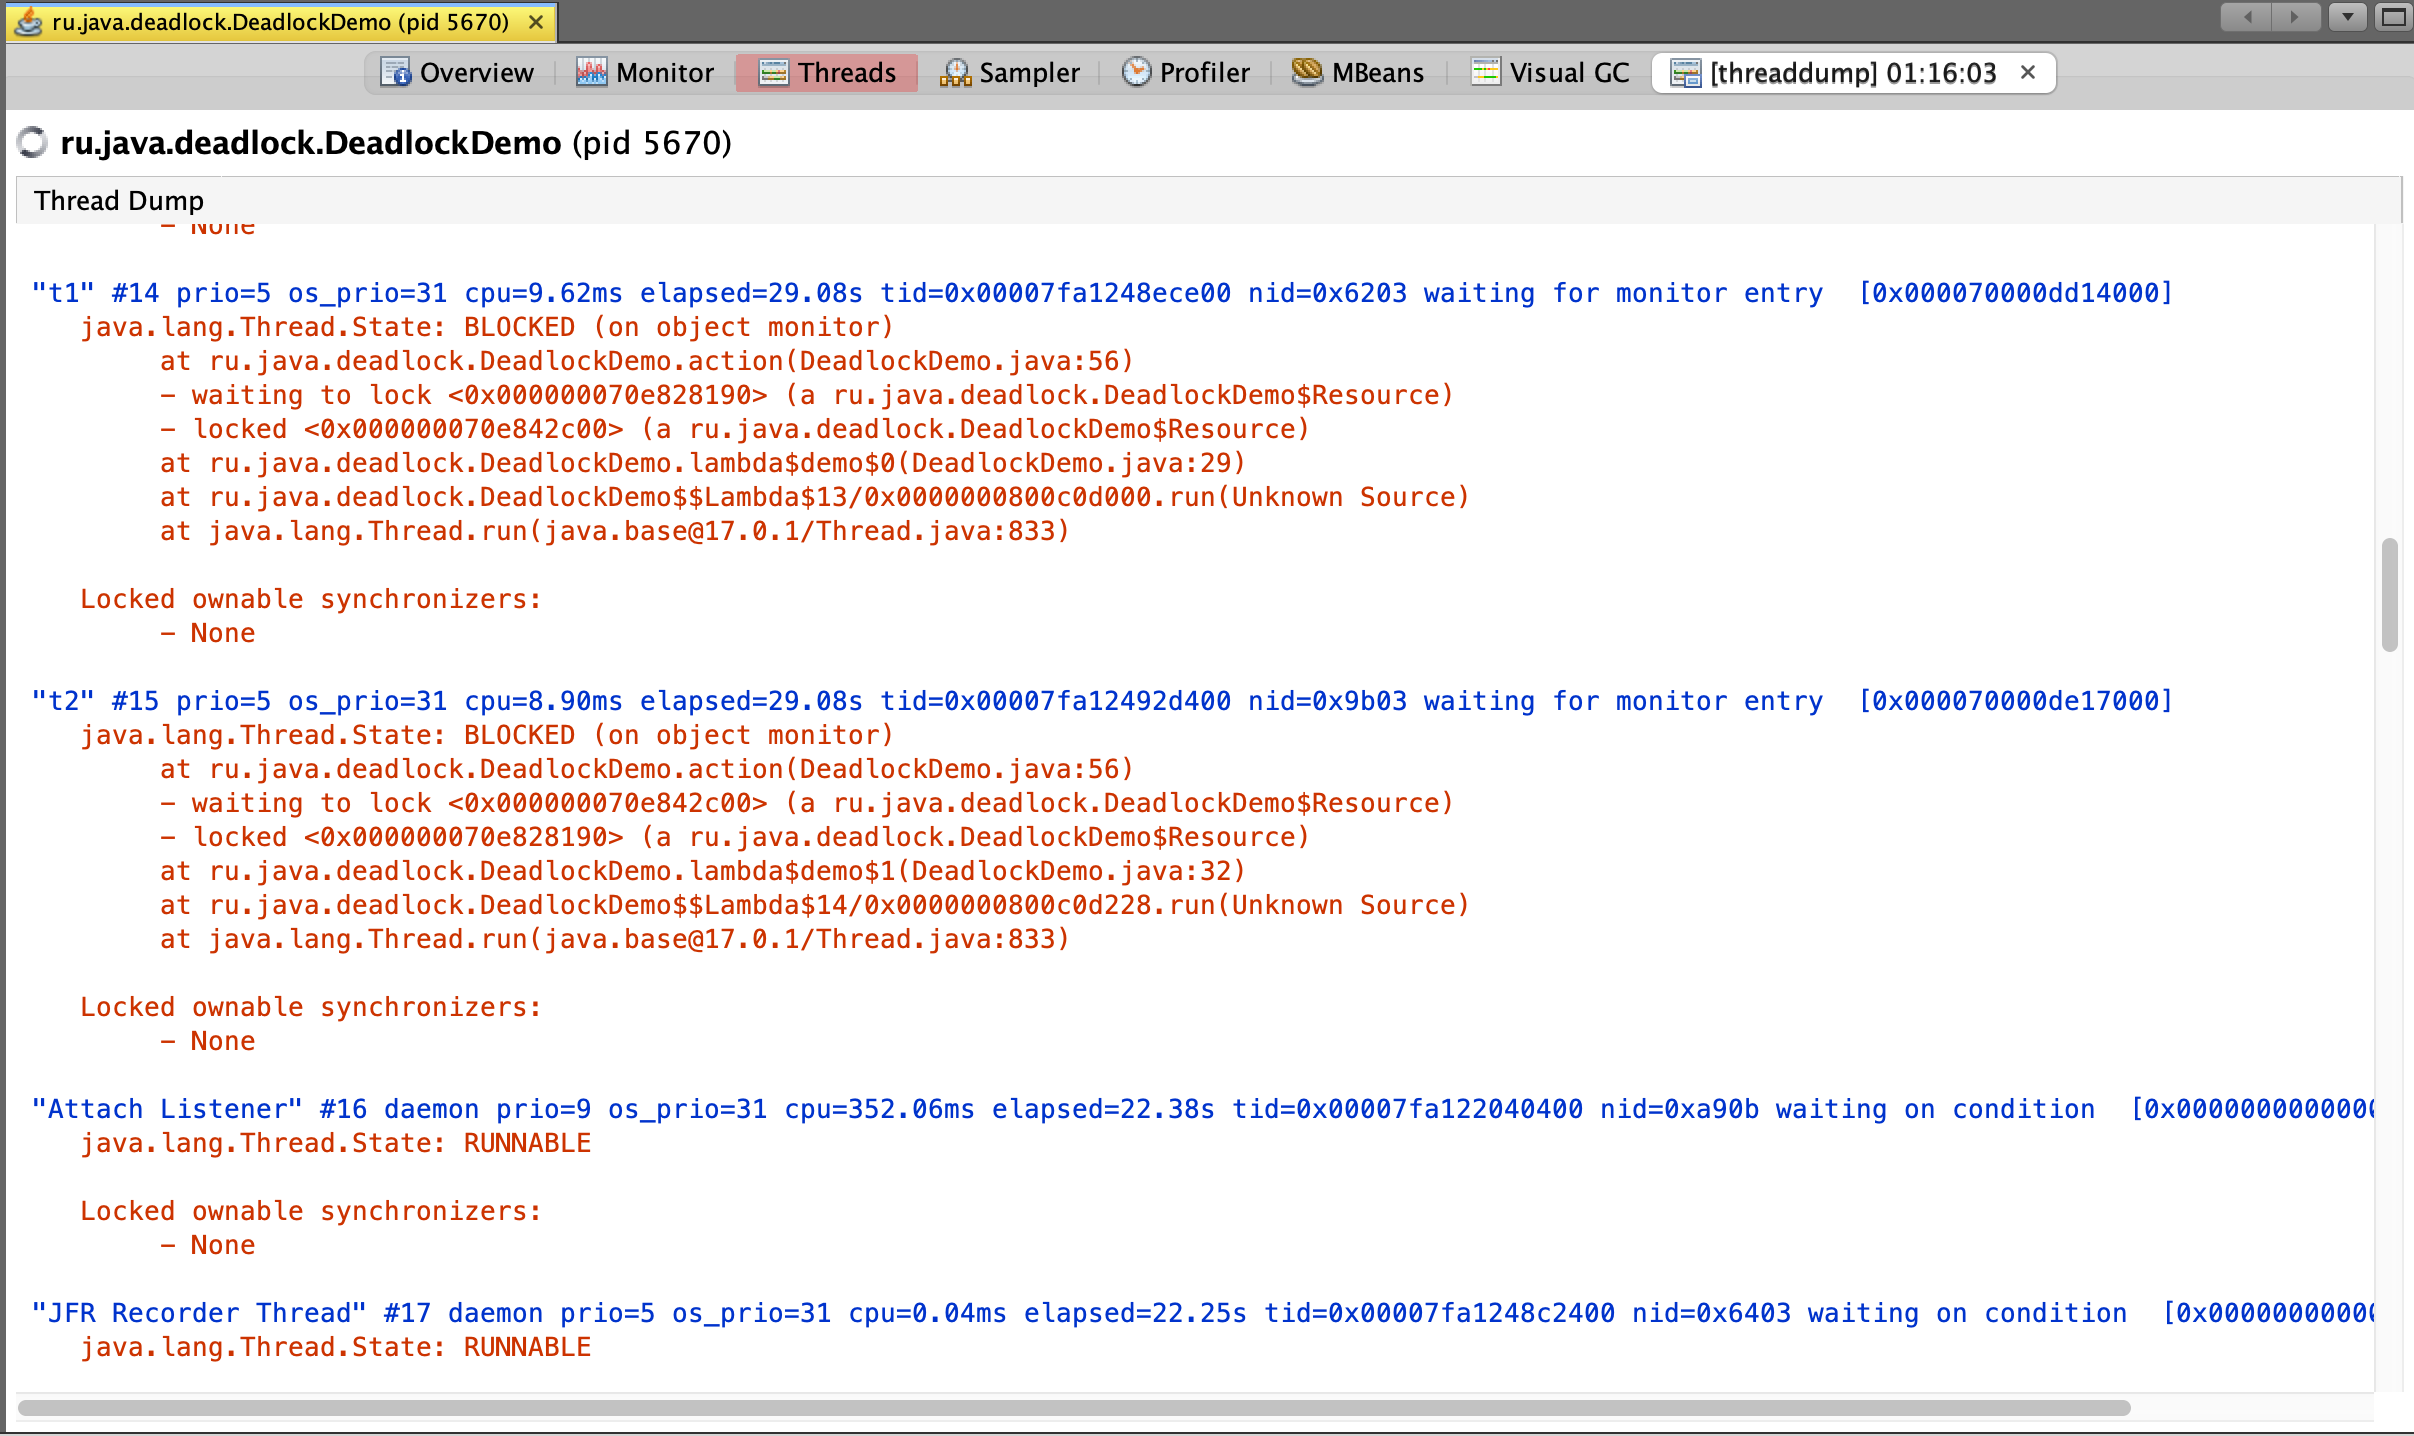 ru.java.deadlock.DeadlockDemo (pid 5670)
Overview Monitor Threads Sampler Profiler MBeans Visual GC [threaddump] 01:16:03
ru.java.deadlock.DeadlockDemo (pid 5670)
Thread Dump
- None
"t1" #14 prio=5 os_prio=31 cpu=9.62ms elapsed=29.08s tid=0x00007fa1248ece00 nid=0x6203 waiting for monitor entry  [0x000070000dd14000]
java.lang.Thread.State: BLOCKED (on object monitor)
at ru.java.deadlock.DeadlockDemo.action(DeadlockDemo.java:56)
- waiting to lock <0x000000070e828190> (a ru.java.deadlock.DeadlockDemo$Resource)
- locked <0x000000070e842c00> (a ru.java.deadlock.DeadlockDemo$Resource)
at ru.java.deadlock.DeadlockDemo.lambda$demo$0(DeadlockDemo.java:29)
at ru.java.deadlock.DeadlockDemo$$Lambda$13/0x0000000800c0d000.run(Unknown Source)
at java.lang.Thread.run(java.base@17.0.1/Thread.java:833)
Locked ownable synchronizers:
- None
"t2" #15 prio=5 os_prio=31 cpu=8.90ms elapsed=29.08s tid=0x00007fa12492d400 nid=0x9b03 waiting for monitor entry  [0x000070000de17000]
java.lang.Thread.State: BLOCKED (on object monitor)
at ru.java.deadlock.DeadlockDemo.action(DeadlockDemo.java:56)
- waiting to lock <0x000000070e842c00> (a ru.java.deadlock.DeadlockDemo$Resource)
- locked <0x000000070e828190> (a ru.java.deadlock.DeadlockDemo$Resource)
at ru.java.deadlock.DeadlockDemo.lambda$demo$1(DeadlockDemo.java:32)
at ru.java.deadlock.DeadlockDemo$$Lambda$14/0x0000000800c0d228.run(Unknown Source)
at java.lang.Thread.run(java.base@17.0.1/Thread.java:833)
Locked ownable synchronizers:
- None
"Attach Listener" #16 daemon prio=9 os_prio=31 cpu=352.06ms elapsed=22.38s tid=0x00007fa122040400 nid=0xa90b waiting on condition
java.lang.Thread.State: RUNNABLE
Locked ownable synchronizers:
- None
"JFR Recorder Thread" #17 daemon prio=5 os_prio=31 cpu=0.04ms elapsed=22.25s tid=0x00007fa1248c2400 nid=0x6403 waiting on condition
java.lang.Thread.State: RUNNABLE